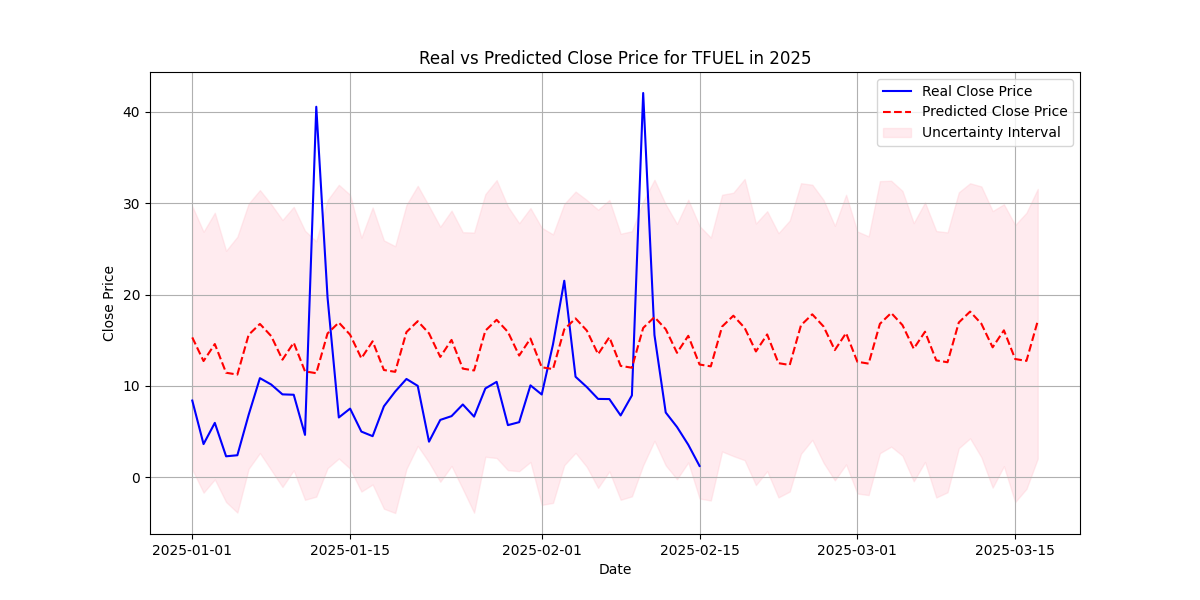 Real vs Predicted Close Price for TFUEL in 2025
Real Close Price
Predicted Close Price
Uncertainty Interval
Close Price
40
30
20
10
0
2025-01-01
2025-01-15
2025-02-01
2025-02-15
2025-03-01
2025-03-15
Date